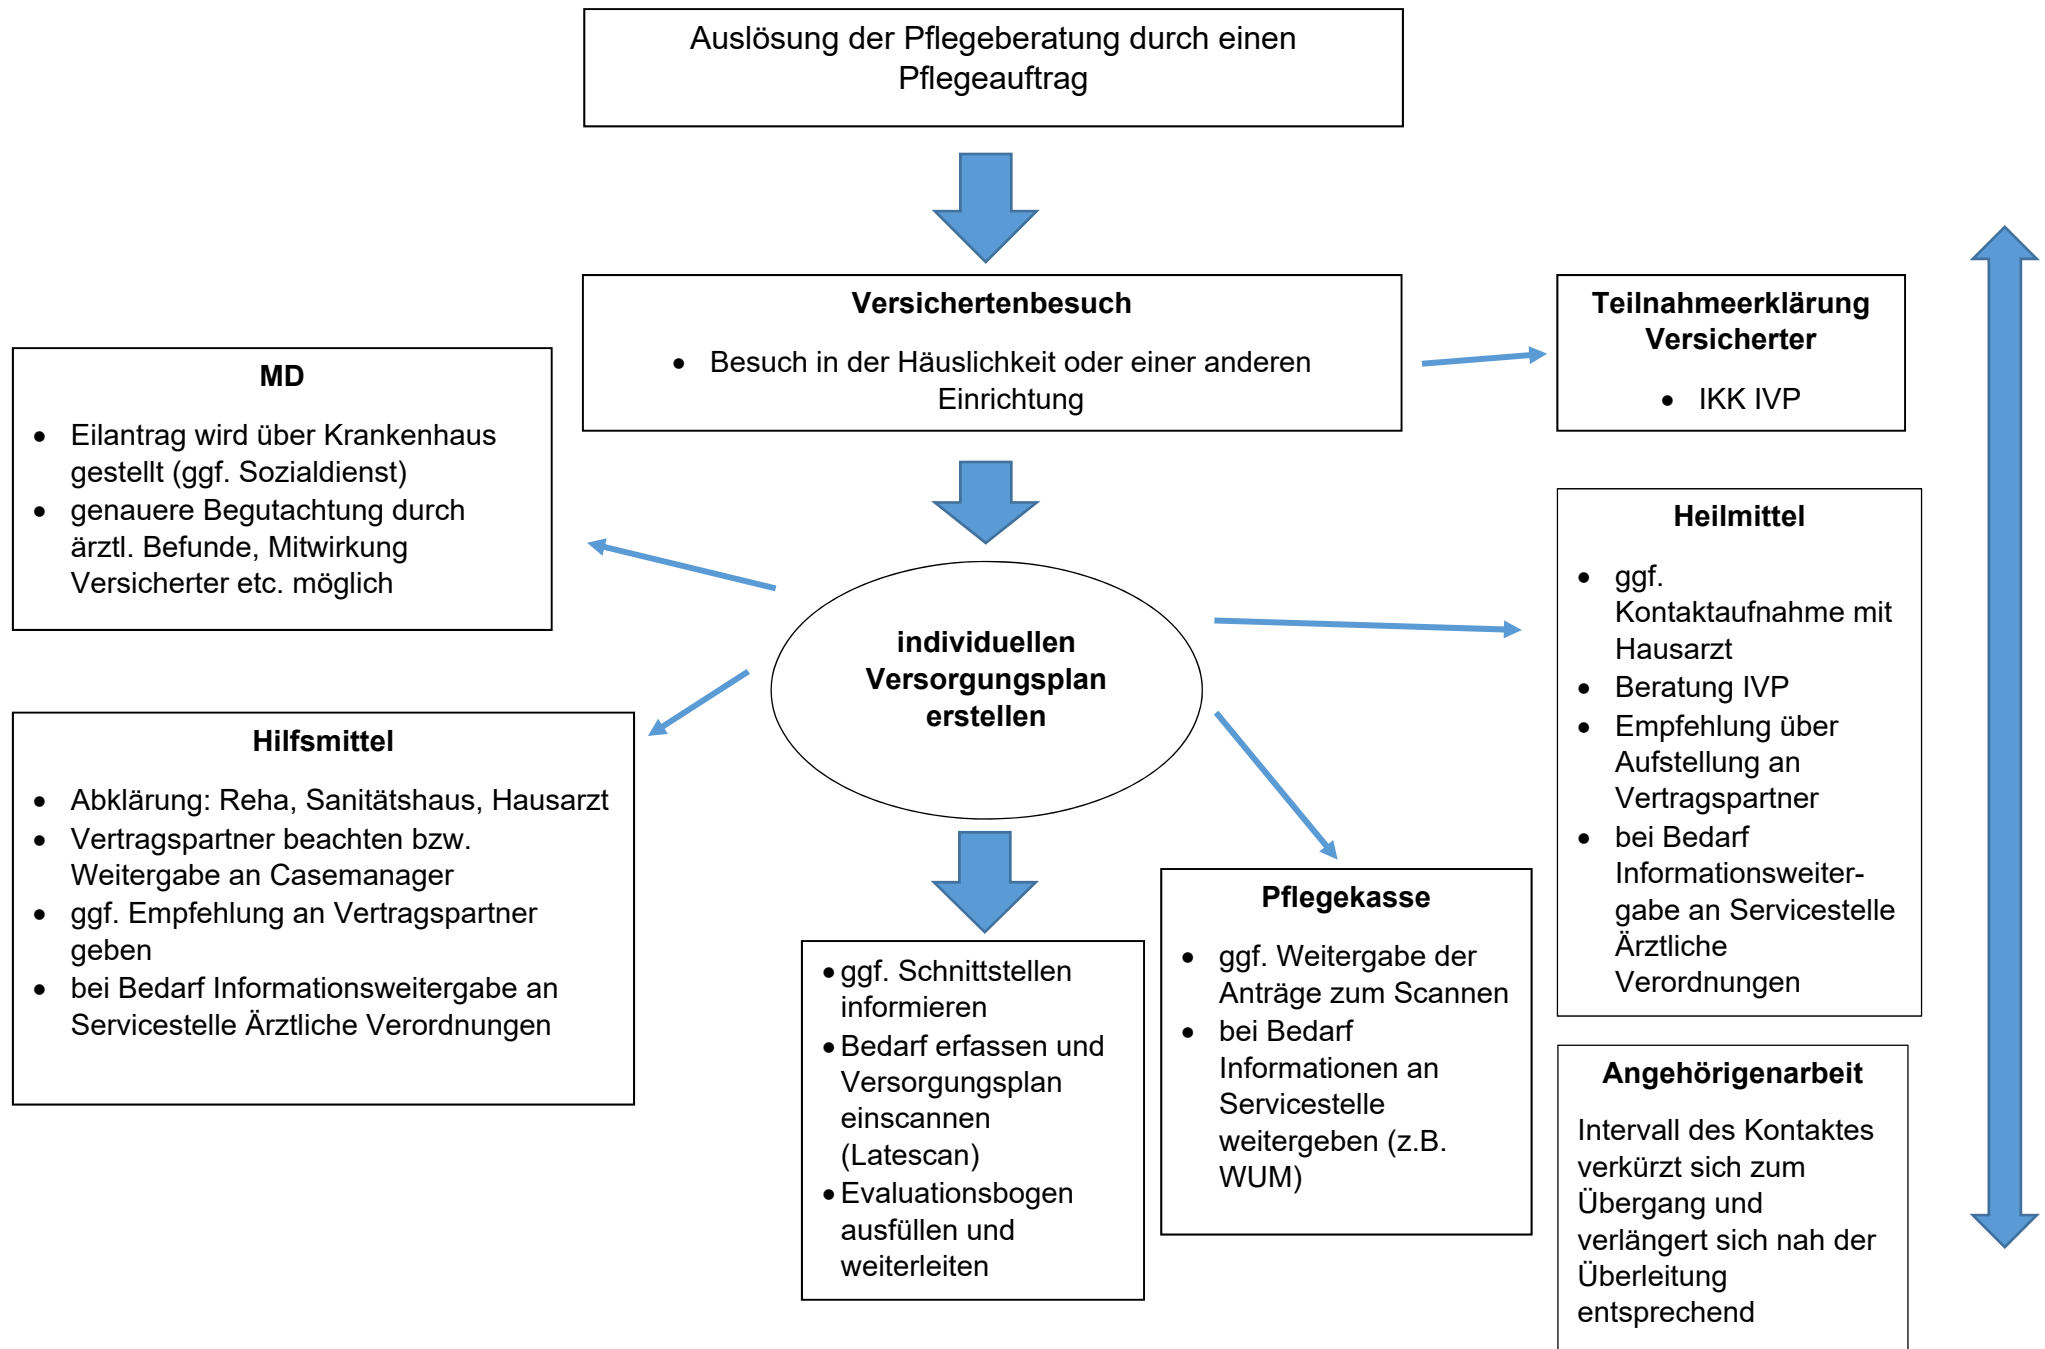 Auslösung der Pflegeberatung durch einen
Pflegeauftrag
Versichertenbesuch
• Besuch in der Häuslichkeit oder einer anderen
Einrichtung
Teilnahmeerklärung
Versicherter
• IKK IVP
MD
• Eilantrag wird über Krankenhaus
gestellt (ggf. Sozialdienst)
• genauere Begutachtung durch
ärztl. Befunde, Mitwirkung
Versicherter etc. möglich
individuellen
Versorgungsplan
erstellen
Heilmittel
• ggf.
Kontaktaufnahme mit
Hausarzt
• Beratung IVP
• Empfehlung über
Aufstellung an
Vertragspartner
• bei Bedarf
Informationsweiter-
gabe an Servicestelle
Ärztliche
Verordnungen
Hilfsmittel
• Abklärung: Reha, Sanitätshaus, Hausarzt
• Vertragspartner beachten bzw.
Weitergabe an Casemanager
• ggf. Empfehlung an Vertragspartner
geben
• bei Bedarf Informationsweitergabe an
Servicestelle Ärztliche Verordnungen
• ggf. Schnittstellen
informieren
• Bedarf erfassen und
Versorgungsplan
einscannen
(Latescan)
• Evaluationsbogen
ausfüllen und
weiterleiten
Pflegekasse
• ggf. Weitergabe der
Anträge zum Scannen
• bei Bedarf
Informationen an
Servicestelle
weitergeben (z.B.
WUM)
Angehörigenarbeit
Intervall des Kontaktes
verkürzt sich zum
Übergang und
verlängert sich nah der
Überleitung
entsprechend